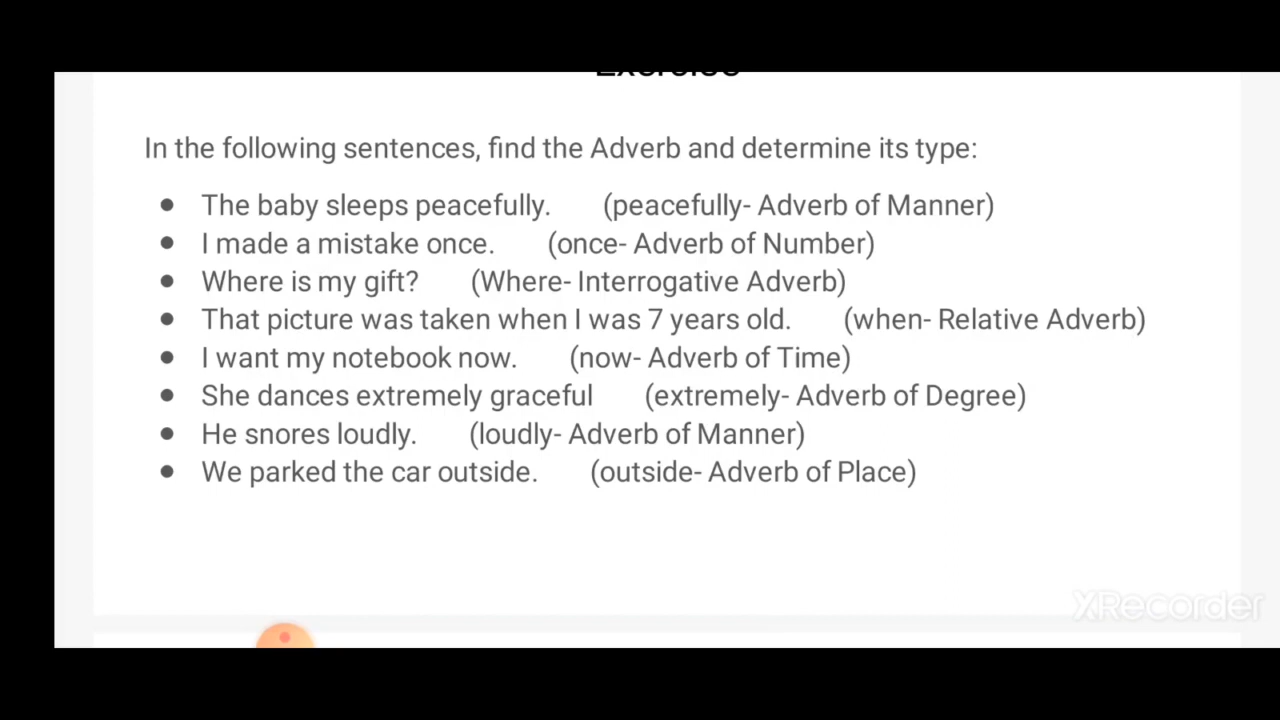 Exercise
In the following sentences, find the Adverb and determine its type:
• The baby sleeps peacefully. (peacefully- Adverb of Manner)
• I made a mistake once. (once- Adverb of Number)
• Where is my gift? (Where- Interrogative Adverb)
• That picture was taken when I was 7 years old. (when- Relative Adverb)
• I want my notebook now. (now- Adverb of Time)
• She dances extremely graceful (extremely- Adverb of Degree)
• He snores loudly. (loudly- Adverb of Manner)
• We parked the car outside. (outside- Adverb of Place)
XRecorder